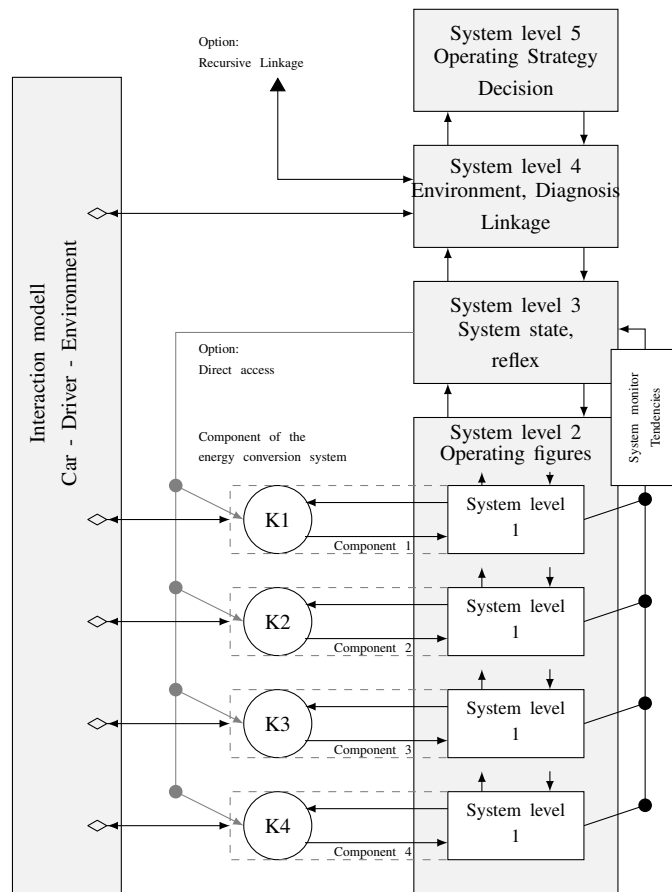 System level 5
Operating Strategy
Decision
Option:
Recursive Linkage
System level 4
Environment, Diagnosis
Linkage
System level 3
System state,
reflex
Option:
Direct access
Interaction modell
Car - Driver - Environment
System monitor
Tendencies
Component of the
energy conversion system
System level 2
Operating figures
K1
System level
1
Component 1
K2
System level
1
Component 2
K3
System level
1
Component 3
K4
System level
1
Component 4